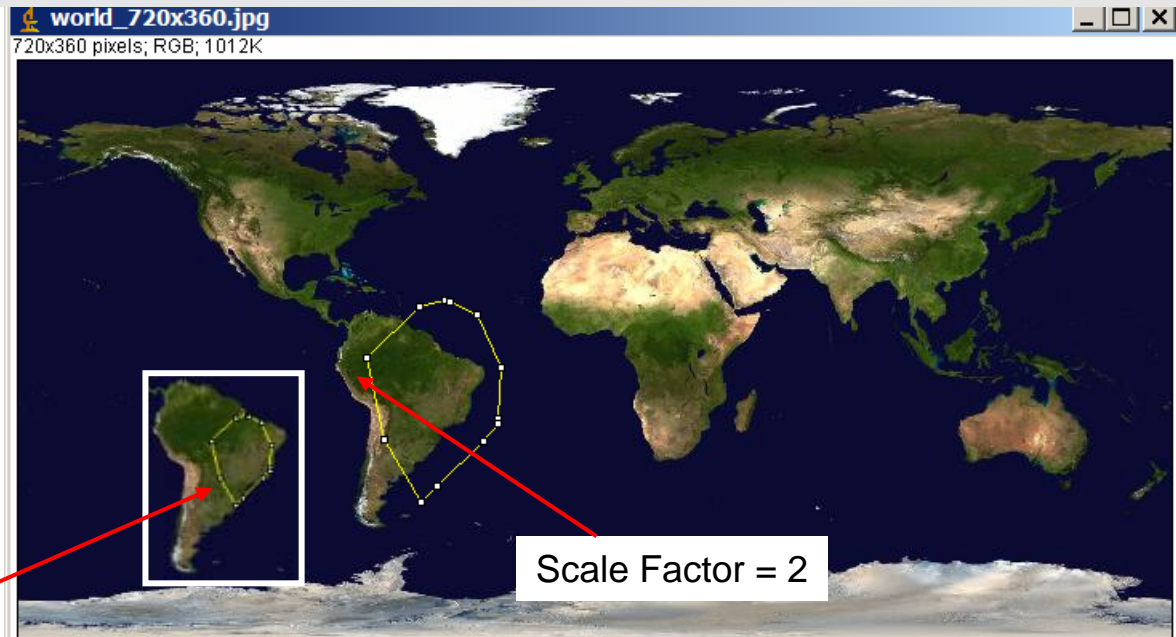 world_720x360.jpg
720x360 pixels; RGB; 1012K
Scale Factor = 2